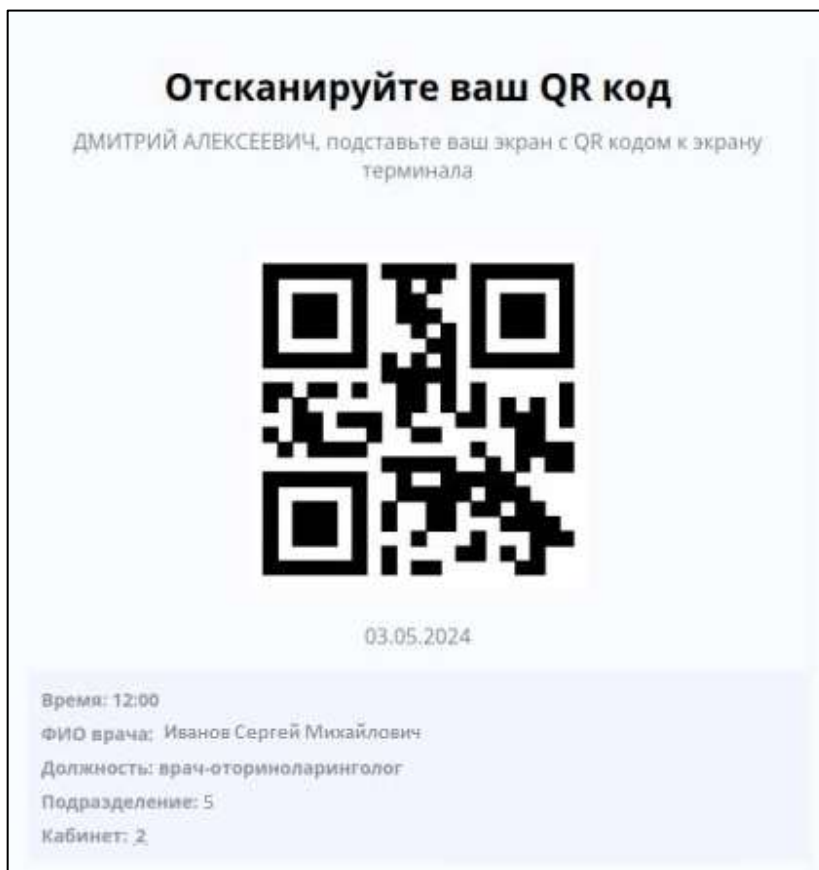 Отсканируйте ваш QR код
ДМИТРИЙ АЛЕКСЕЕВИЧ, подставьте ваш экран с QR кодом к экрану
терминала
03.05.2024
Время: 12:00
ФИО врача: Иванов Сергей Михайлович
Должность: врач-оториноларинголог
Подразделение: 5
Кабинет: 2